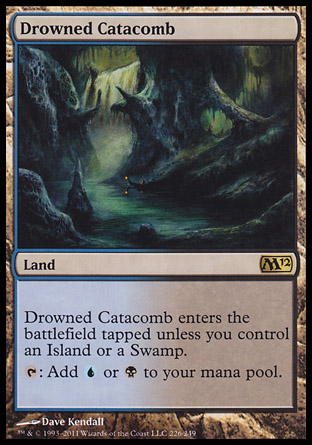 Drowned Catacomb
Land
M12
Drowned Catacomb enters the
battlefield tapped unless you control
an Island or a Swamp.
: Add or to your mana pool.
™ & © 1993–2011 Wizards of the Coast LLC 226/249
Dave Kendall